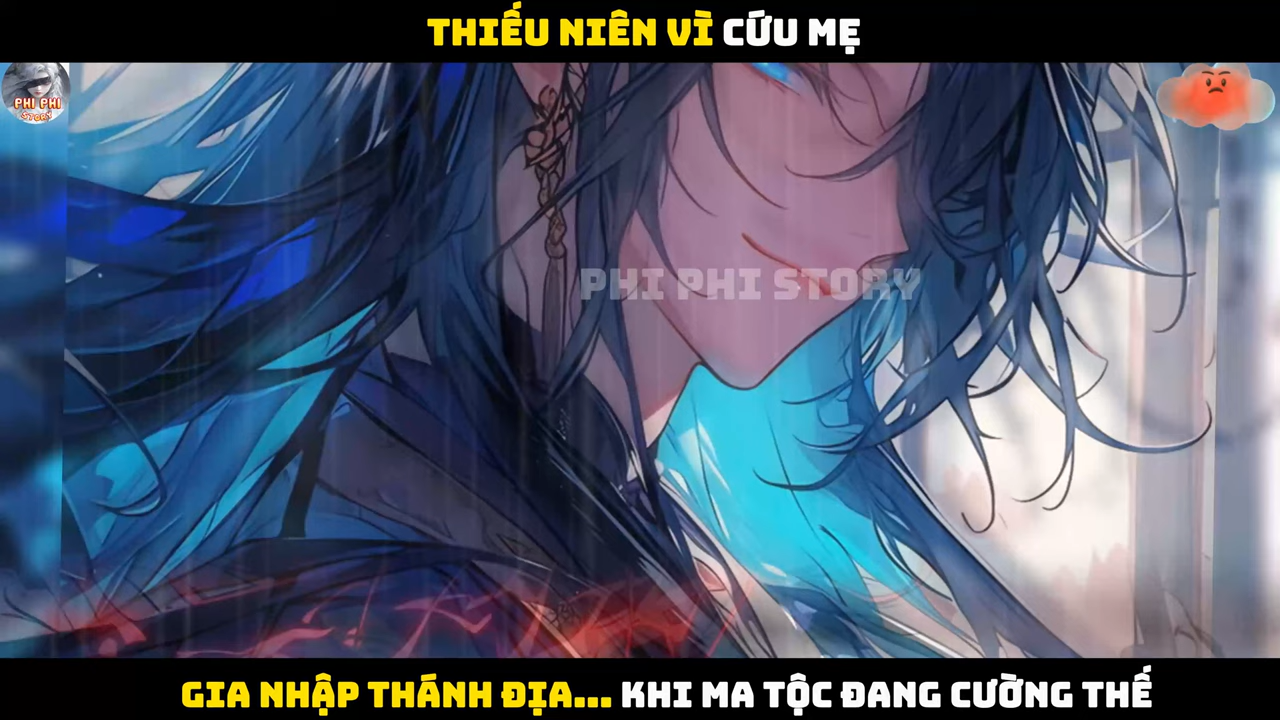 THIẾU NIÊN VÌ CỨU MẸ
PHI PHI
STORY
PHI PHI STORY
GIA NHẬP THÁNH ĐỊA... KHI MA TỘC ĐANG CƯỜNG THẾ